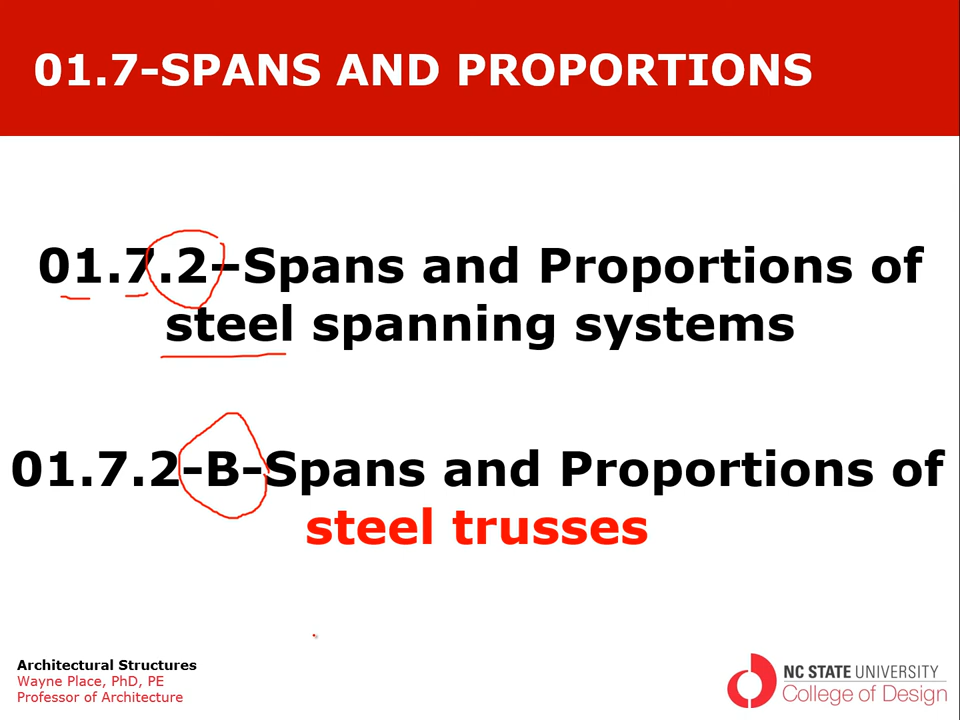 01.7-SPANS AND PROPORTIONS
01.7.2–Spans and Proportions of
steel spanning systems
01.7.2-B-Spans and Proportions of
steel trusses
Architectural Structures
Wayne Place, PhD, PE
Professor of Architecture
NC STATE UNIVERSITY
College of Design